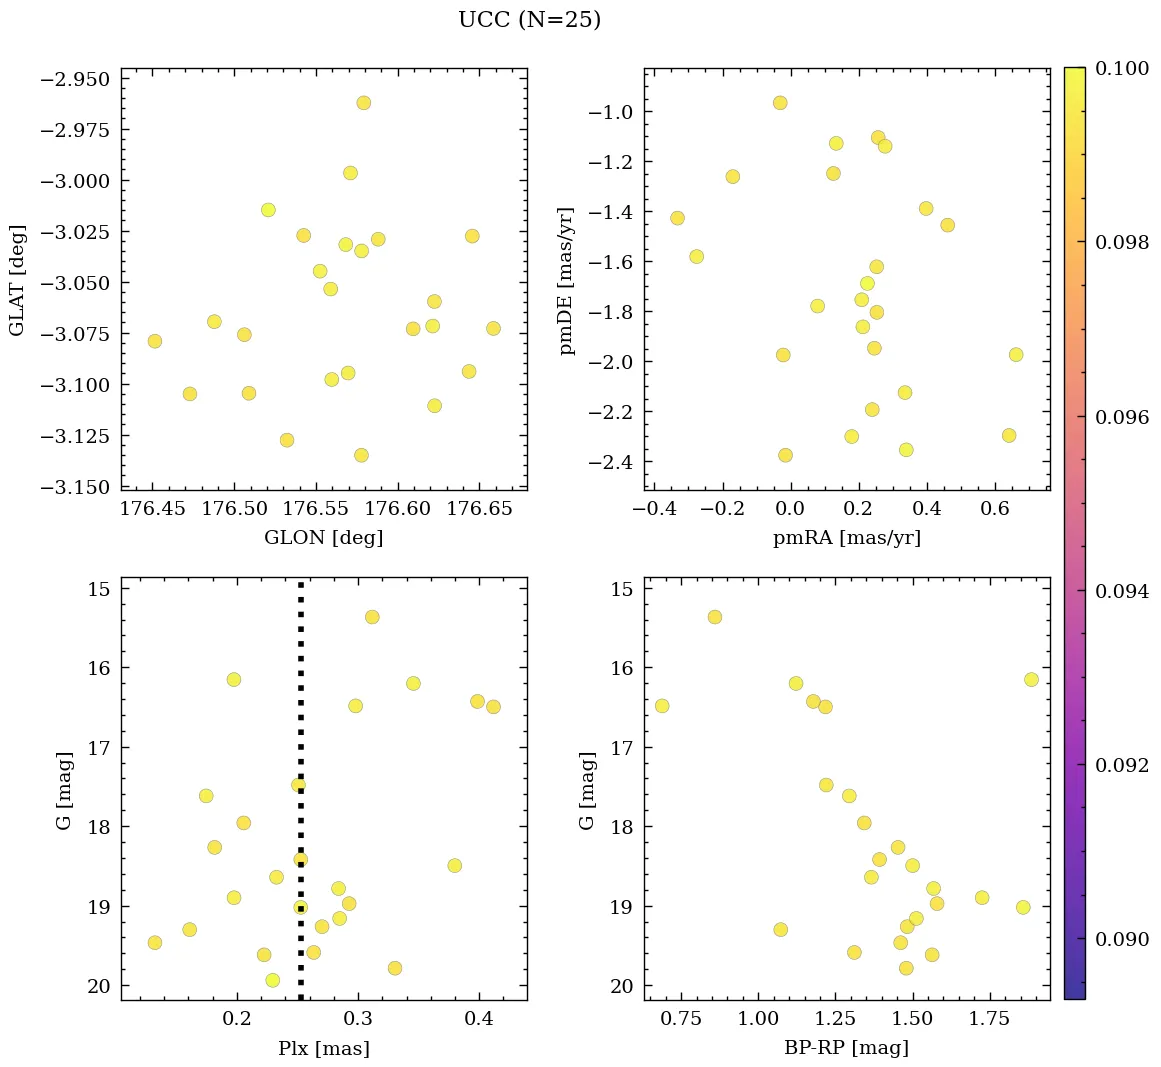 UCC (N=25)
−2.950
−2.975
−3.000
−3.025
−3.050
−3.075
−3.100
−3.125
−3.150
GLAT [deg]
176.45 176.50 176.55 176.60 176.65
GLON [deg]
−1.0
−1.2
−1.4
−1.6
−1.8
−2.0
−2.2
−2.4
pmDE [mas/yr]
−0.4 −0.2 0.0 0.2 0.4 0.6
pmRA [mas/yr]
15
16
17
18
19
20
G [mag]
0.2 0.3 0.4
Plx [mas]
15
16
17
18
19
20
G [mag]
0.75 1.00 1.25 1.50 1.75
BP-RP [mag]
0.100
0.098
0.096
0.094
0.092
0.090